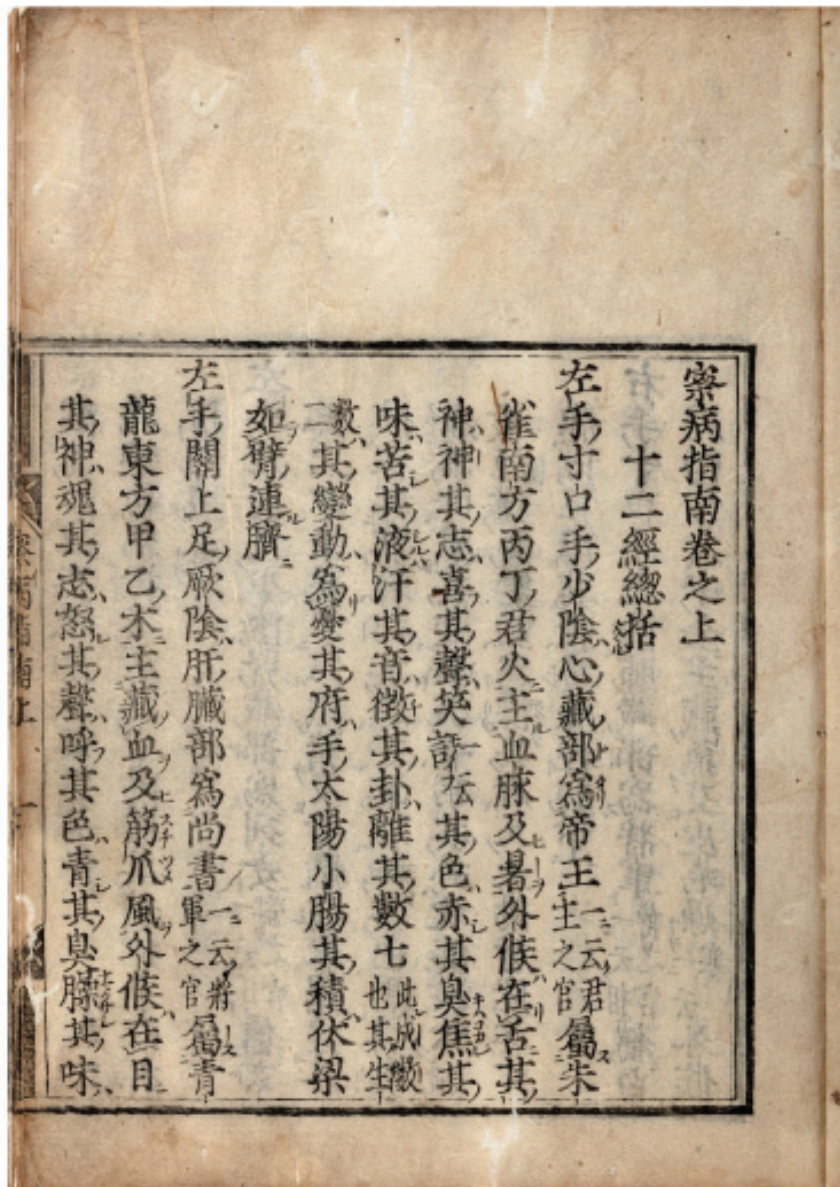 察病指南卷之上
十二經總括
左手寸口手少陰心藏部爲帝王一云君主之官屬朱
雀南方丙丁君火主血脉及暑外候在舌其
神神其志喜其聲笑一云其色赤其臭焦其
味苦其液汗其音徵其卦離其數七此成數也其生
數二其變動爲憂其府手太陽小腸其積伏梁
如臂連臍
左手關上足厥陰肝臟部爲尚書一云將軍之官屬青
龍東方甲乙木主藏血及筋爪風外候在目
其神魂其志怒其聲呼其色青其臭臊其味